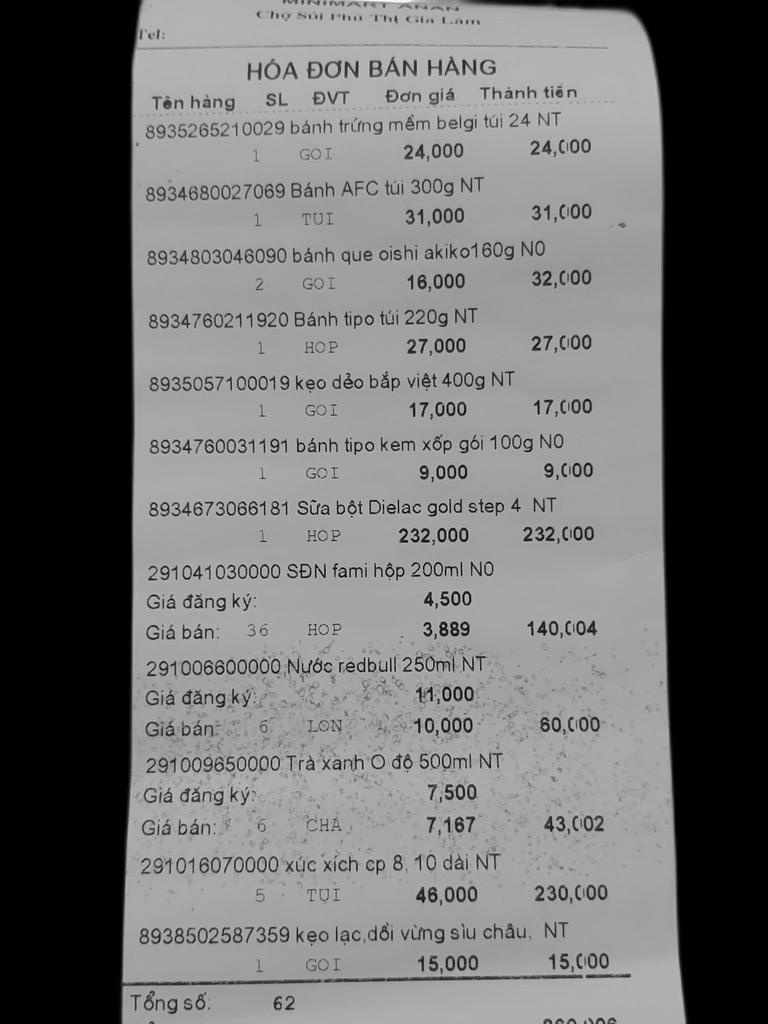 MINIMART ANAN
Chợ Sủi Phú Thị Gia Lâm
Tel:
HÓA ĐƠN BÁN HÀNG
Tên hàng SL ĐVT Đơn giá Thành tiền
8935265210029 bánh trứng mềm belgi túi 24 NT
1 GOI 24,000 24,000
8934680027069 Bánh AFC túi 300g NT
1 TUI 31,000 31,000
8934803046090 bánh que oishi akiko160g N0
2 GOI 16,000 32,000
8934760211920 Bánh tipo túi 220g NT
1 HOP 27,000 27,000
8935057100019 kẹo dẻo bắp việt 400g NT
1 GOI 17,000 17,000
8934760031191 bánh tipo kem xốp gói 100g N0
1 GOI 9,000 9,000
8934673066181 Sữa bột Dielac gold step 4 NT
1 HOP 232,000 232,000
291041030000 SĐN fami hộp 200ml N0
Giá đăng ký: 4,500
Giá bán: 36 HOP 3,889 140,004
291006600000 Nước redbull 250ml NT
Giá đăng ký: 11,000
Giá bán: 6 LON 10,000 60,000
291009650000 Trà xanh O độ 500ml NT
Giá đăng ký: 7,500
Giá bán: 6 CHA 7,167 43,002
291016070000 xúc xích cp 8, 10 dài NT
5 TUI 46,000 230,000
8938502587359 kẹo lạc,dồi vừng sìu châu, NT
1 GOI 15,000 15,000
Tổng số: 62